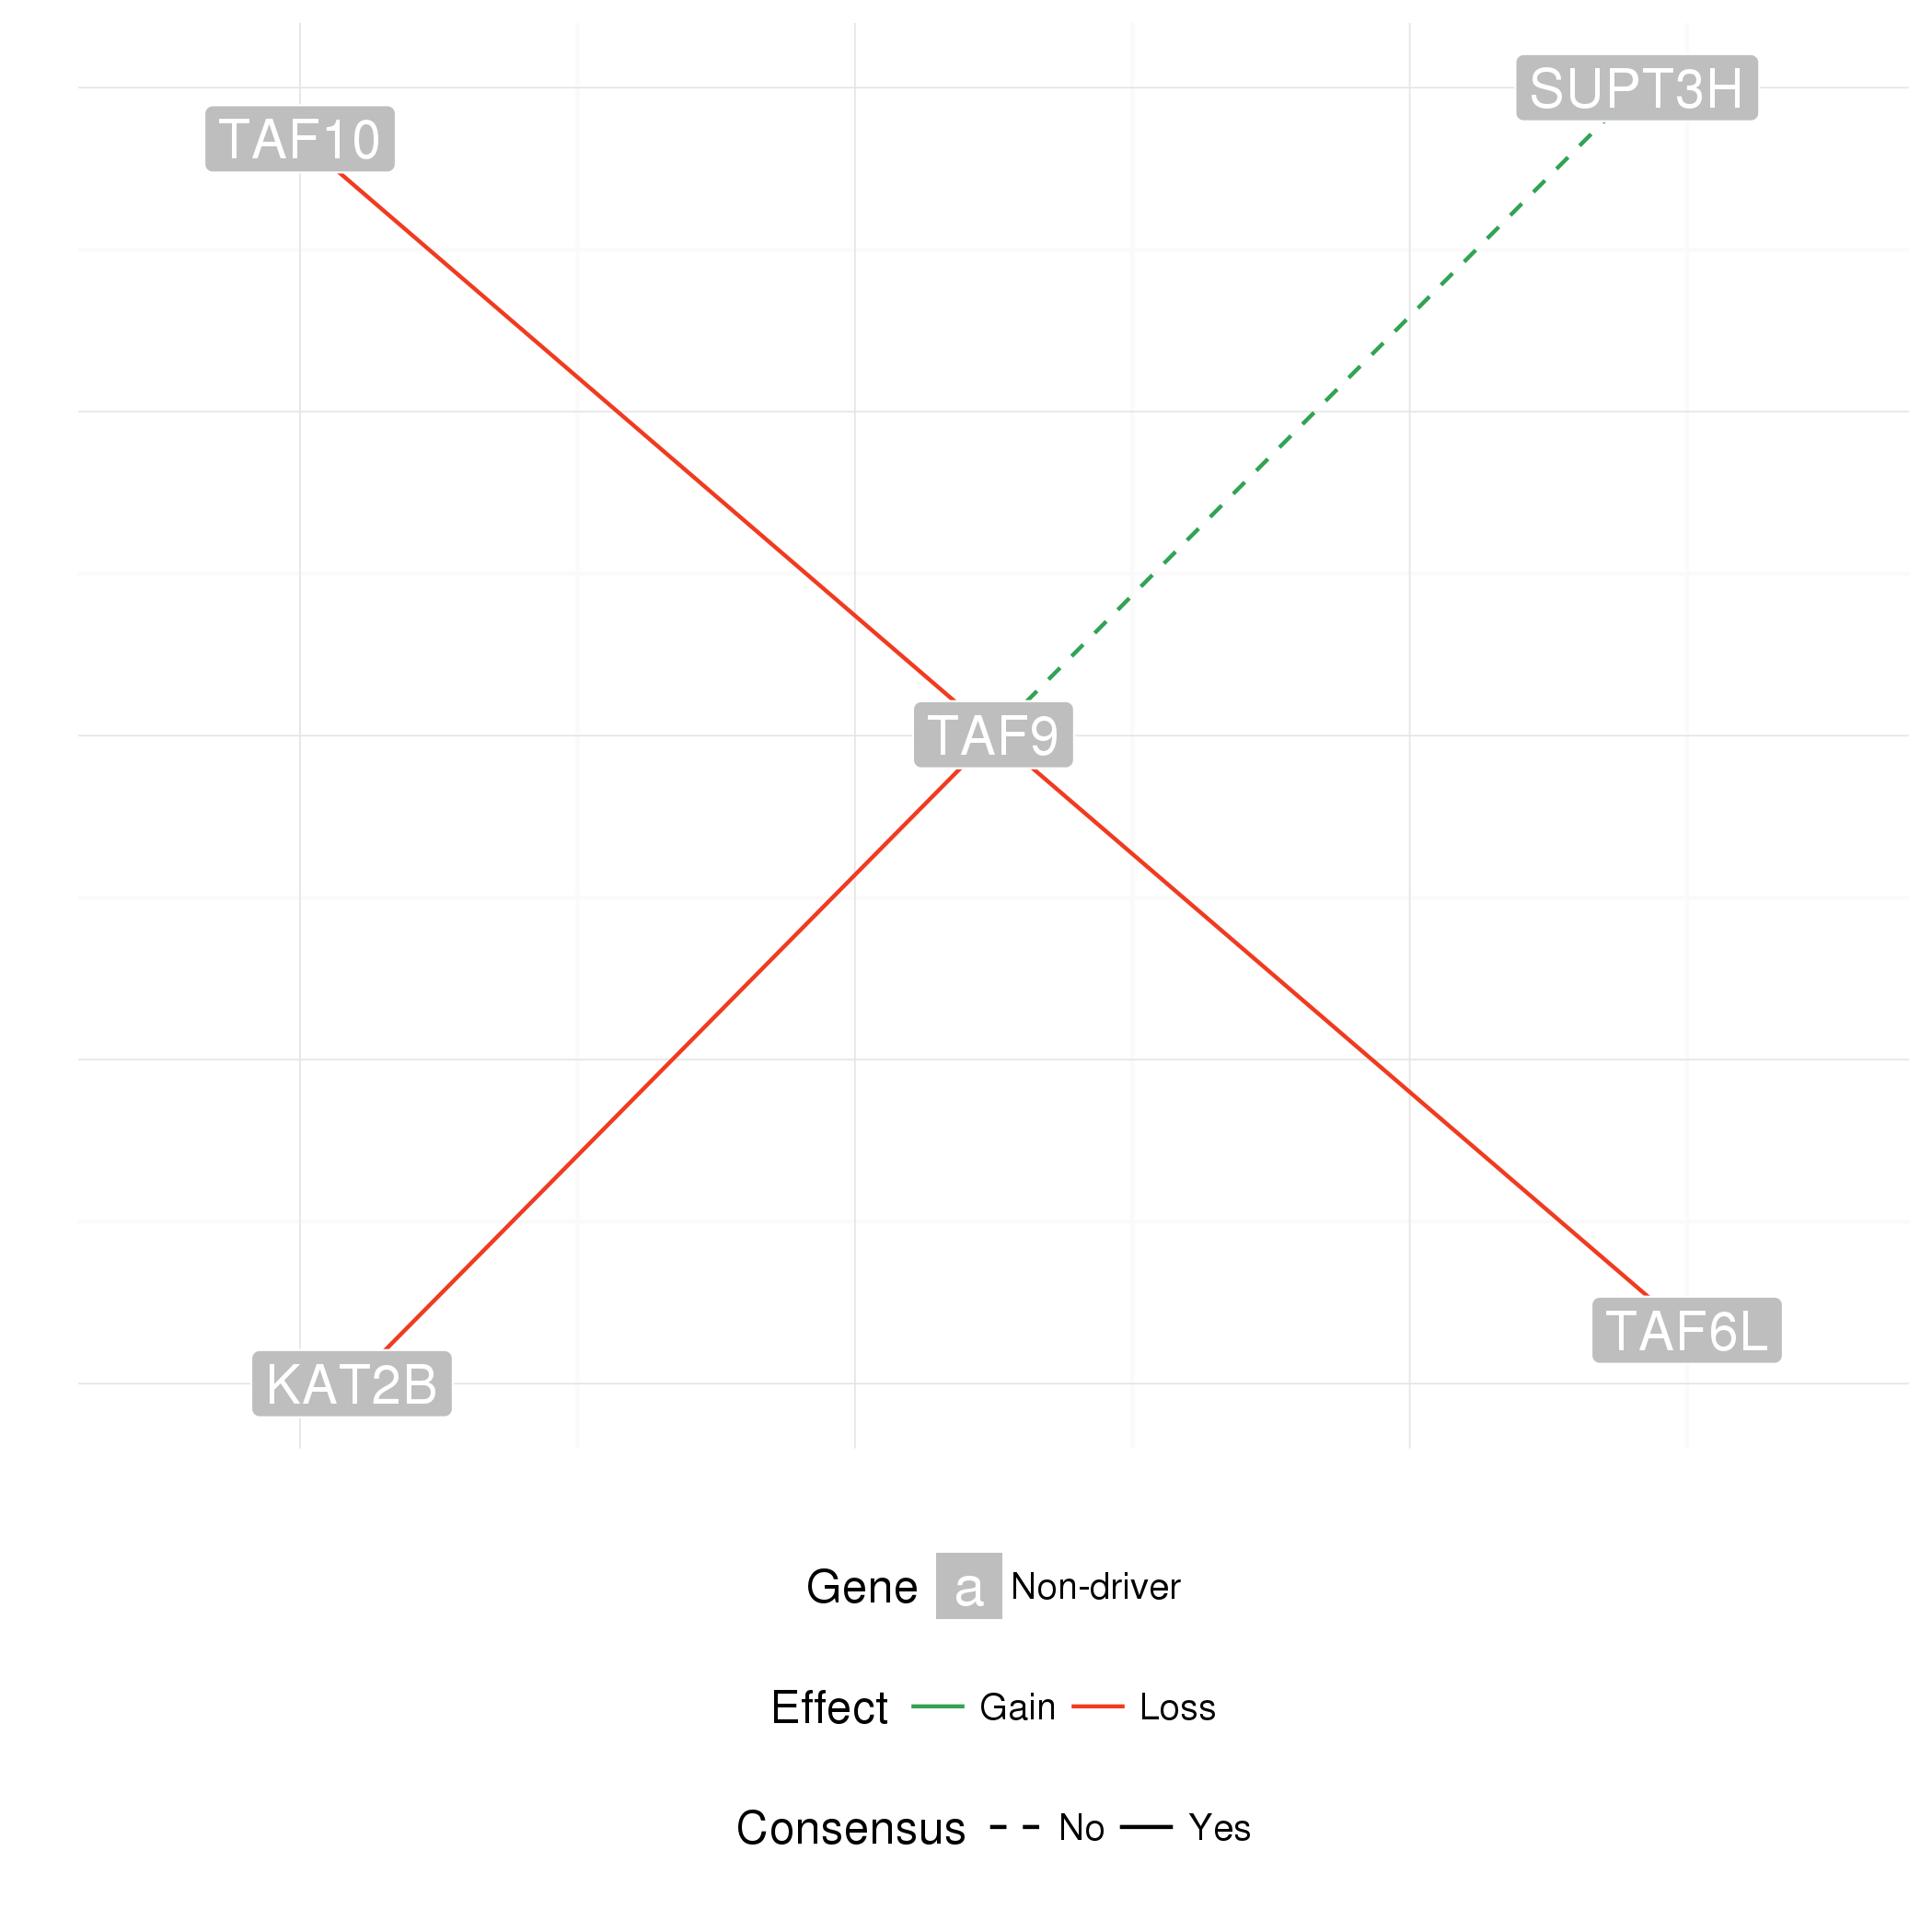 SUPT3H
TAF10
TAF9
TAF6L
KAT2B
Gene a Non-driver
Effect Gain Loss
Consensus No Yes